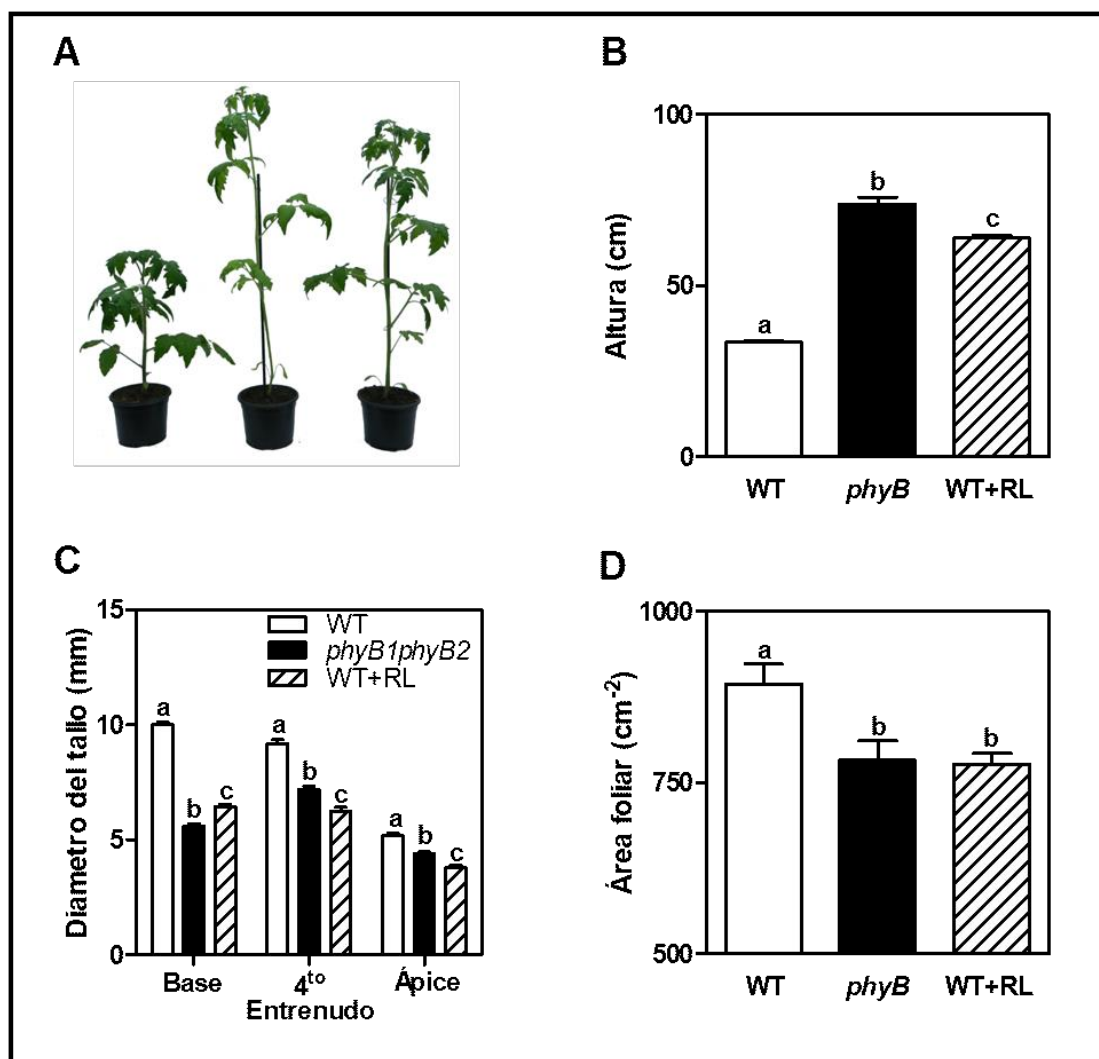 A
B
Altura (cm)
100
50
0
a
b
c
WT
phyB
WT+RL
C
Diámetro del tallo (mm)
15
10
5
0
WT
phyB1phyB2
WT+RL
a
b
c
a
b
c
a
b
c
Base
4to
Ápice
Entrenudo
D
Área foliar (cm-2)
1000
750
500
a
b
b
WT
phyB
WT+RL